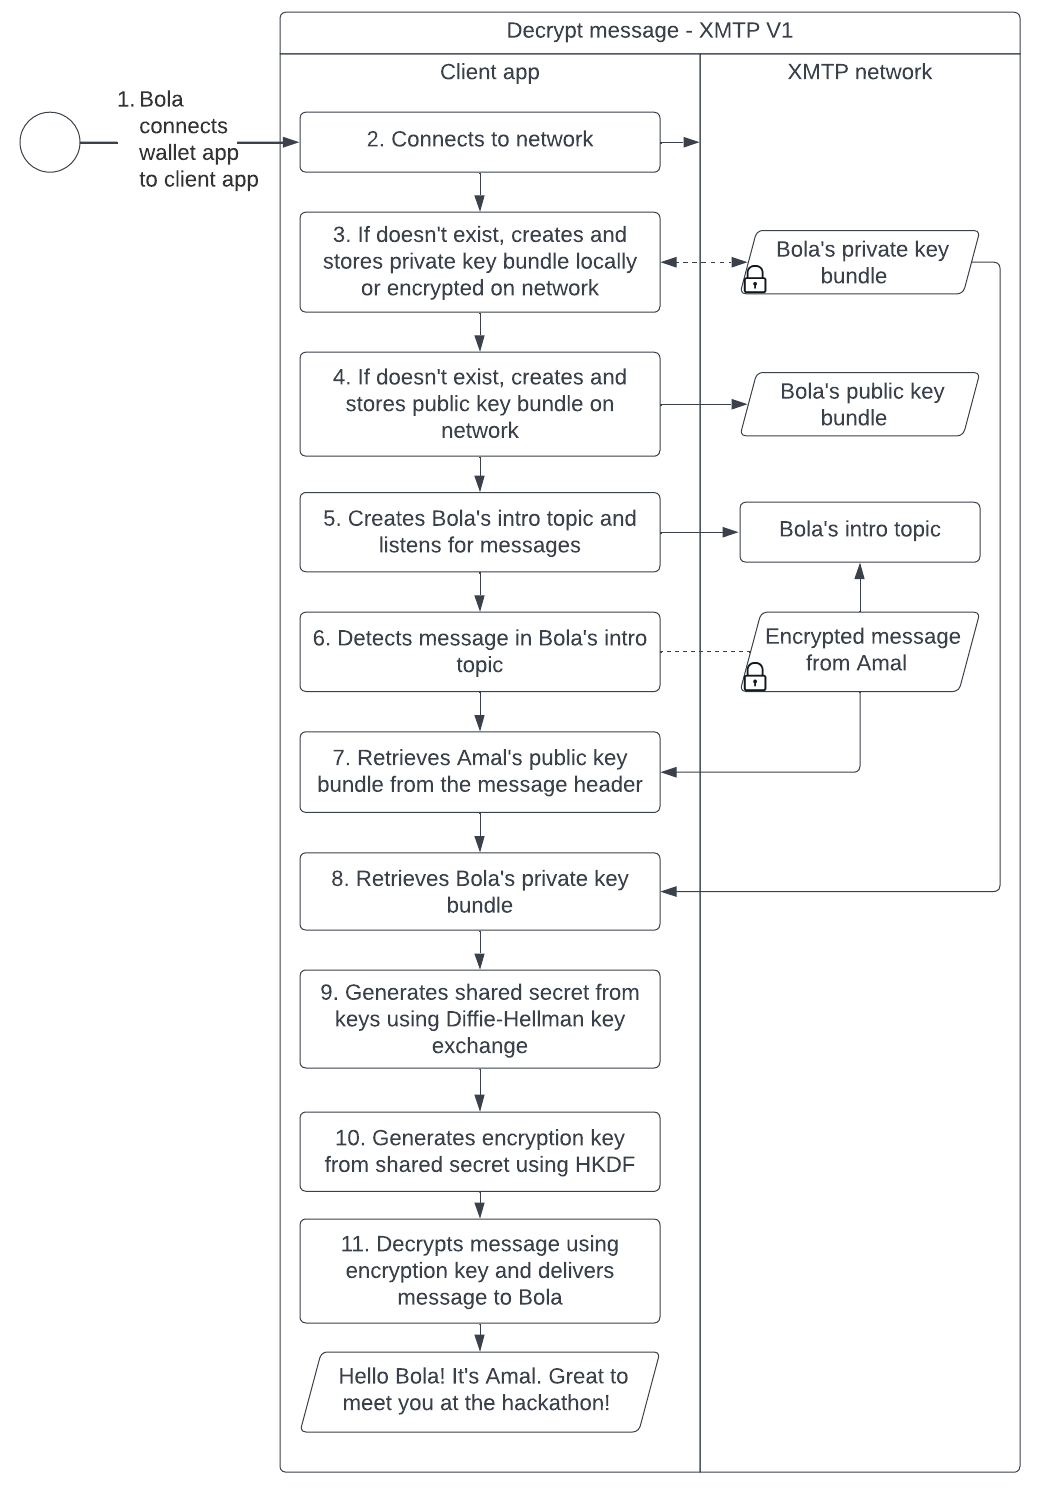 Decrypt message - XMTP V1
Client app
XMTP network
1. Bola
connects
wallet app
to client app
2. Connects to network
3. If doesn't exist, creates and
stores private key bundle locally
or encrypted on network
Bola's private key
bundle
4. If doesn't exist, creates and
stores public key bundle on
network
Bola's public key
bundle
5. Creates Bola's intro topic and
listens for messages
Bola's intro topic
6. Detects message in Bola's intro
topic
Encrypted message
from Amal
7. Retrieves Amal's public key
bundle from the message header
8. Retrieves Bola's private key
bundle
9. Generates shared secret from
keys using Diffie-Hellman key
exchange
10. Generates encryption key
from shared secret using HKDF
11. Decrypts message using
encryption key and delivers
message to Bola
Hello Bola! It's Amal. Great to
meet you at the hackathon!